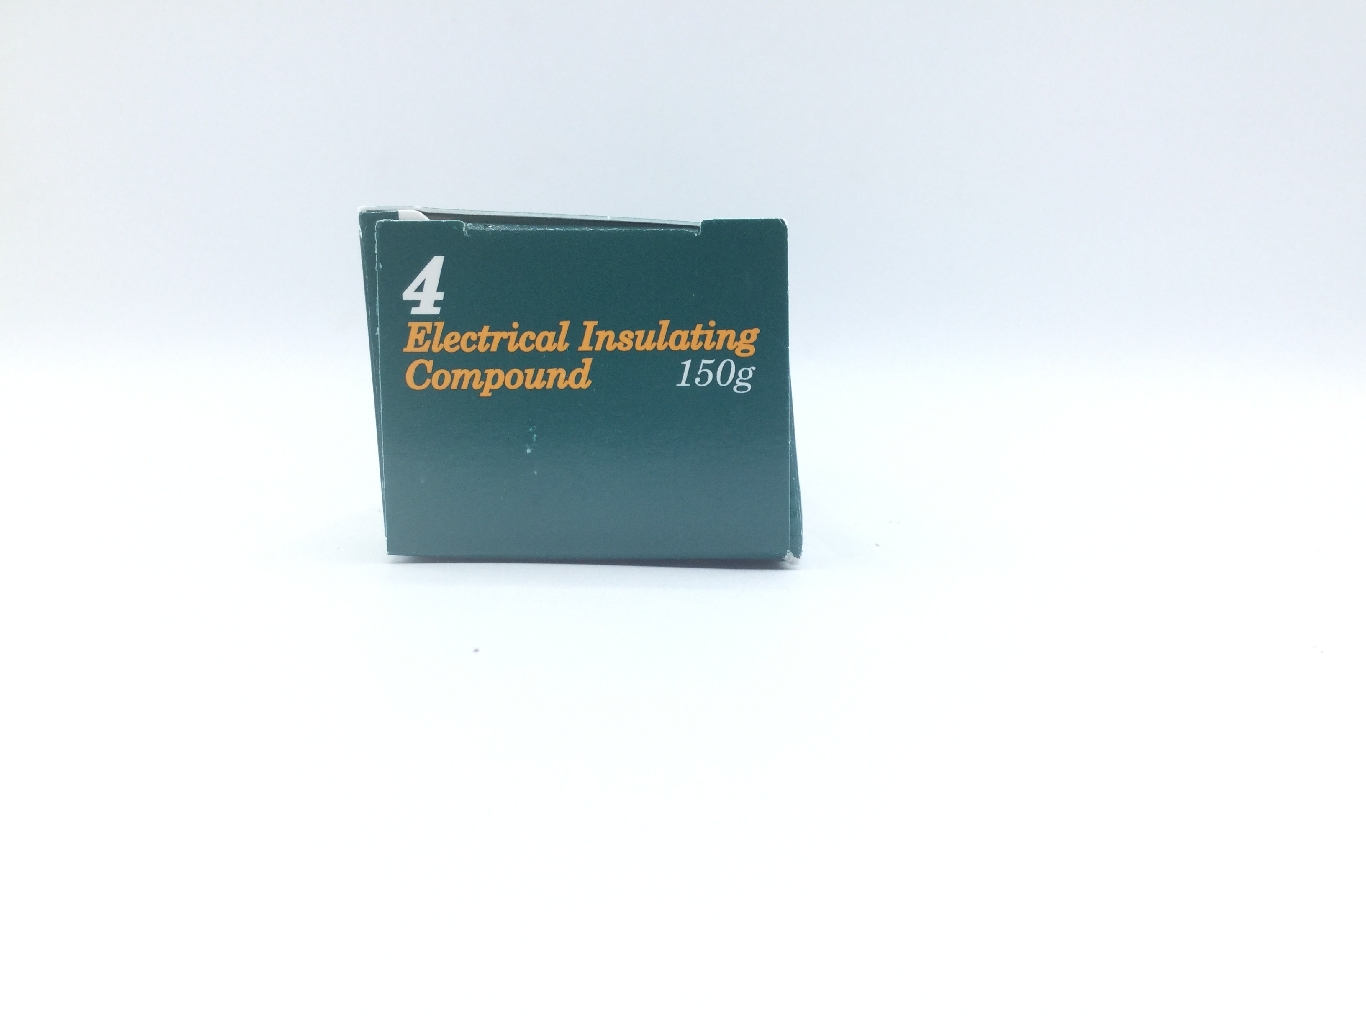 4
Electrical Insulating
Compound 150g